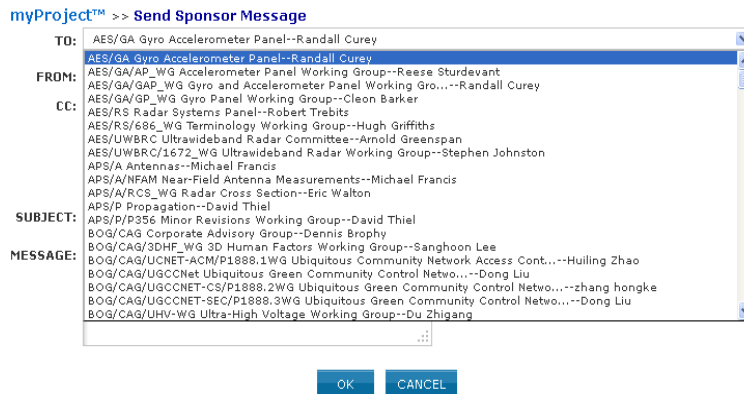 myProject™ >> Send Sponsor Message
TO: AES/GA Gyro Accelerometer Panel--Randall Curey
AES/GA Gyro Accelerometer Panel--Randall Curey
AES/GA/AP_WG Accelerometer Panel Working Group--Reese Sturdevant
FROM:
AES/GA/GAP_WG Gyro and Accelerometer Panel Working Gro...--Randall Curey
AES/GA/GP_WG Gyro Panel Working Group--Cleon Barker
CC:
AES/RS Radar Systems Panel--Robert Trebits
AES/RS/686_WG Terminology Working Group--Hugh Griffiths
AES/UWBRC Ultrawideband Radar Committee--Arnold Greenspan
AES/UWBRC/1672_WG Ultrawideband Radar Working Group--Stephen Johnston
APS/A Antennas--Michael Francis
APS/A/NFAM Near-Field Antenna Measurements--Michael Francis
APS/A/RCS_WG Radar Cross Section--Eric Walton
APS/P Propagation--David Thiel
SUBJECT:
APS/P/P356 Minor Revisions Working Group--David Thiel
BOG/CAG Corporate Advisory Group--Dennis Brophy
BOG/CAG/3DHF_WG 3D Human Factors Working Group--Sanghoon Lee
MESSAGE:
BOG/CAG/UCNET-ACM/P1888.1WG Ubiquitous Community Network Access Cont...--Huiling Zhao
BOG/CAG/UGCCNet Ubiquitous Green Community Control Netwo...--Dong Liu
BOG/CAG/UGCCNET-CS/P1888.2WG Ubiquitous Green Community Control Netwo...--zhang hongke
BOG/CAG/UGCCNET-SEC/P1888.3WG Ubiquitous Green Community Control Netwo...--Dong Liu
BOG/CAG/UHV-WG Ultra-High Voltage Working Group--Du Zhigang
OK CANCEL